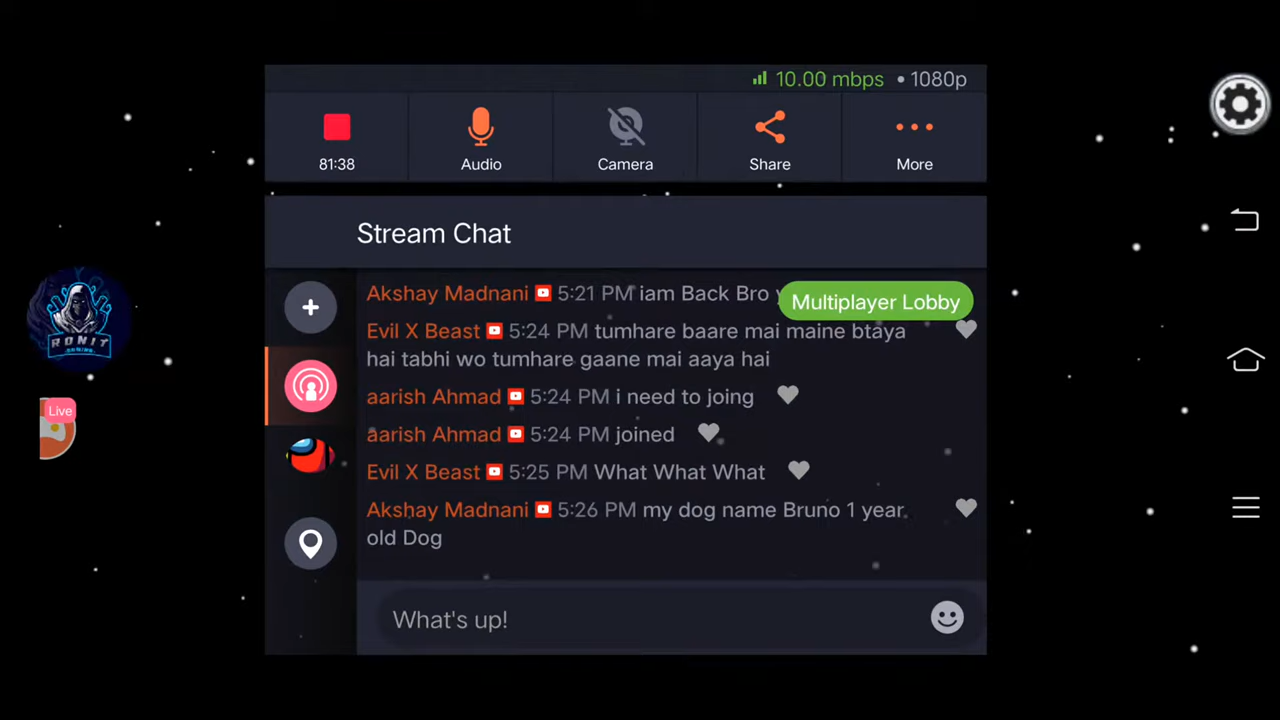 10.00 mbps • 1080p
81:38
Audio
Camera
Share
More
Stream Chat
Akshay Madnani 5:21 PM iam Back Bro
Multiplayer Lobby
Evil X Beast 5:24 PM tumhare baare mai maine btaya
hai tabhi wo tumhare gaane mai aaya hai
aarish Ahmad 5:24 PM i need to joing
aarish Ahmad 5:24 PM joined
Evil X Beast 5:25 PM What What What
Akshay Madnani 5:26 PM my dog name Bruno 1 year
old Dog
What's up!
RONIT
GAMING
Live